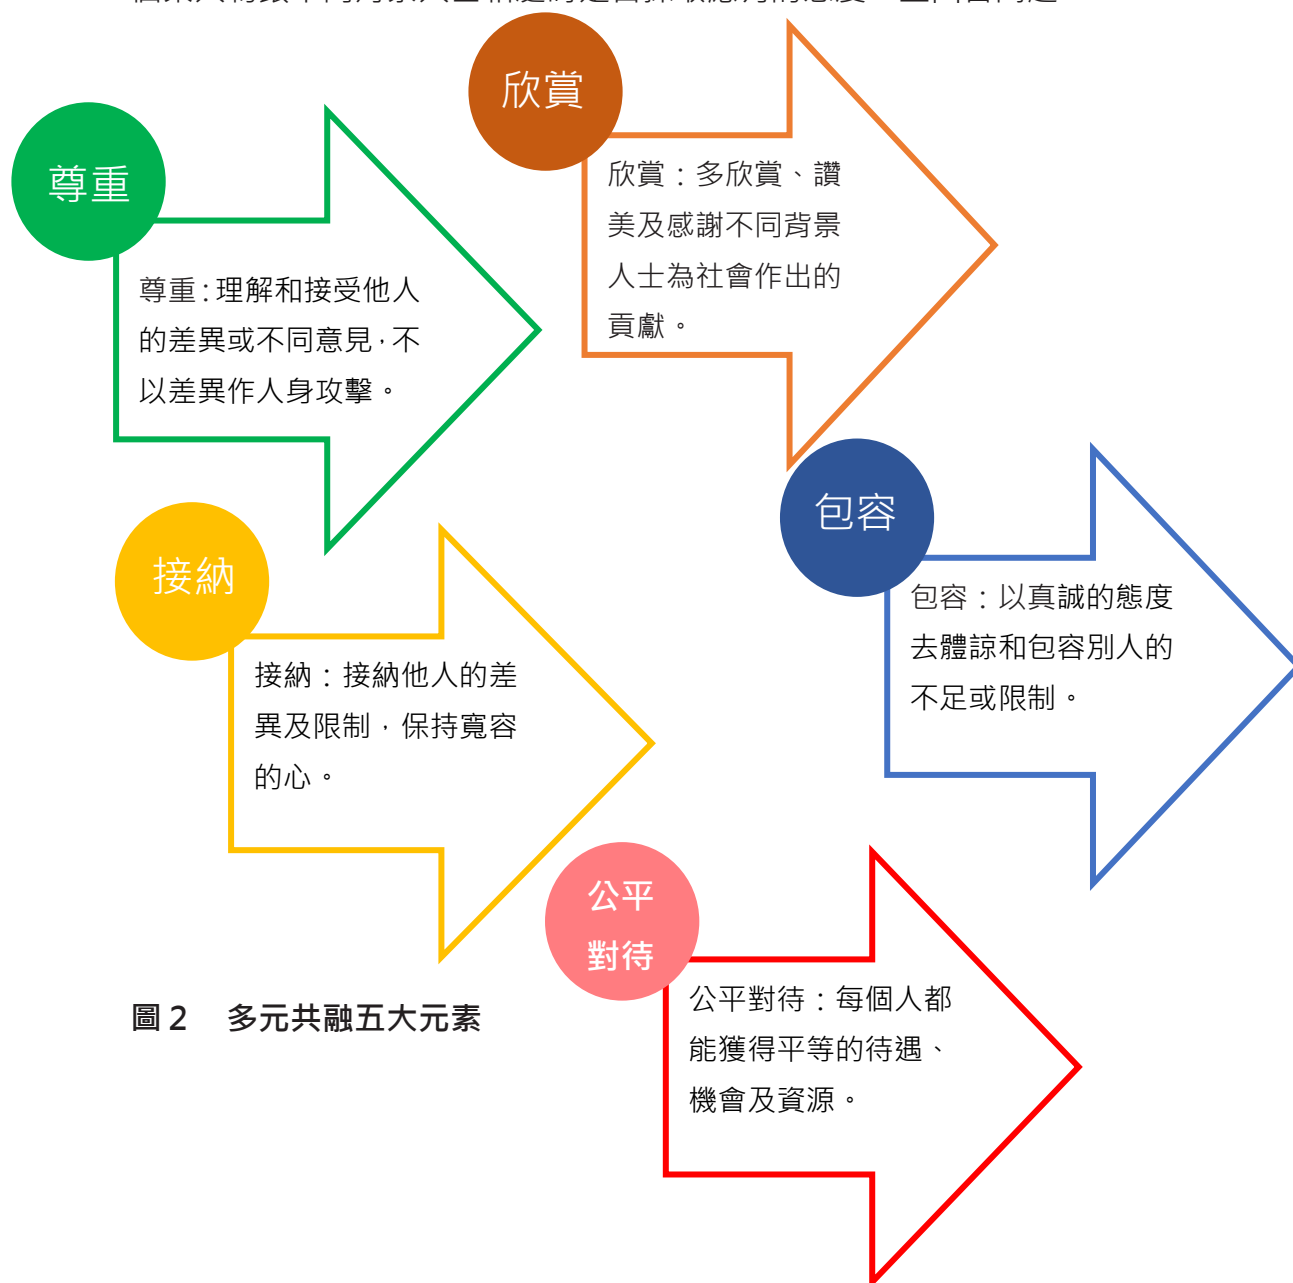 欣賞
欣賞：多欣賞、讚
美及感謝不同背景
人士為社會作出的
貢獻。
尊重
尊重：理解和接受他人
的差異或不同意見，不
以差異作人身攻擊。
包容
包容：以真誠的態度
去體諒和包容別人的
不足或限制。
接納
接納：接納他人的差
異及限制，保持寬容
的心。
公平
對待
公平對待：每個人都
能獲得平等的待遇、
機會及資源。
圖 2　多元共融五大元素